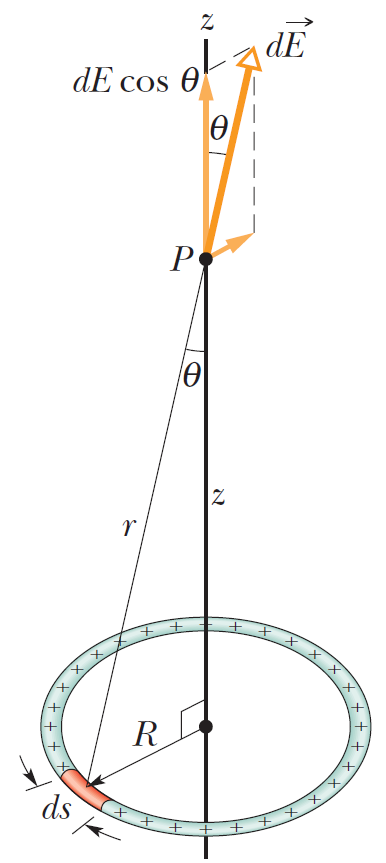 z
dE⃗
dE cos θ
θ
P
θ
z
r
R
ds
+ + + + + + + + + + + + + + + + + + + + + + + + + + +